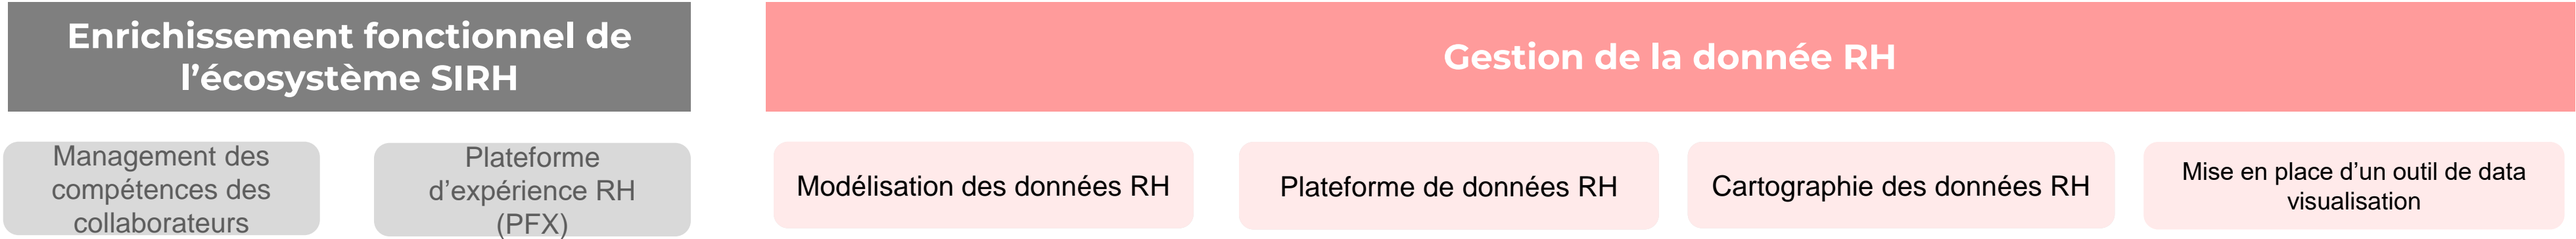 Enrichissement fonctionnel de
l’écosystème SIRH
Gestion de la donnée RH
Management des
compétences des
collaborateurs
Plateforme
d’expérience RH
(PFX)
Modélisation des données RH
Plateforme de données RH
Cartographie des données RH
Mise en place d’un outil de data
visualisation